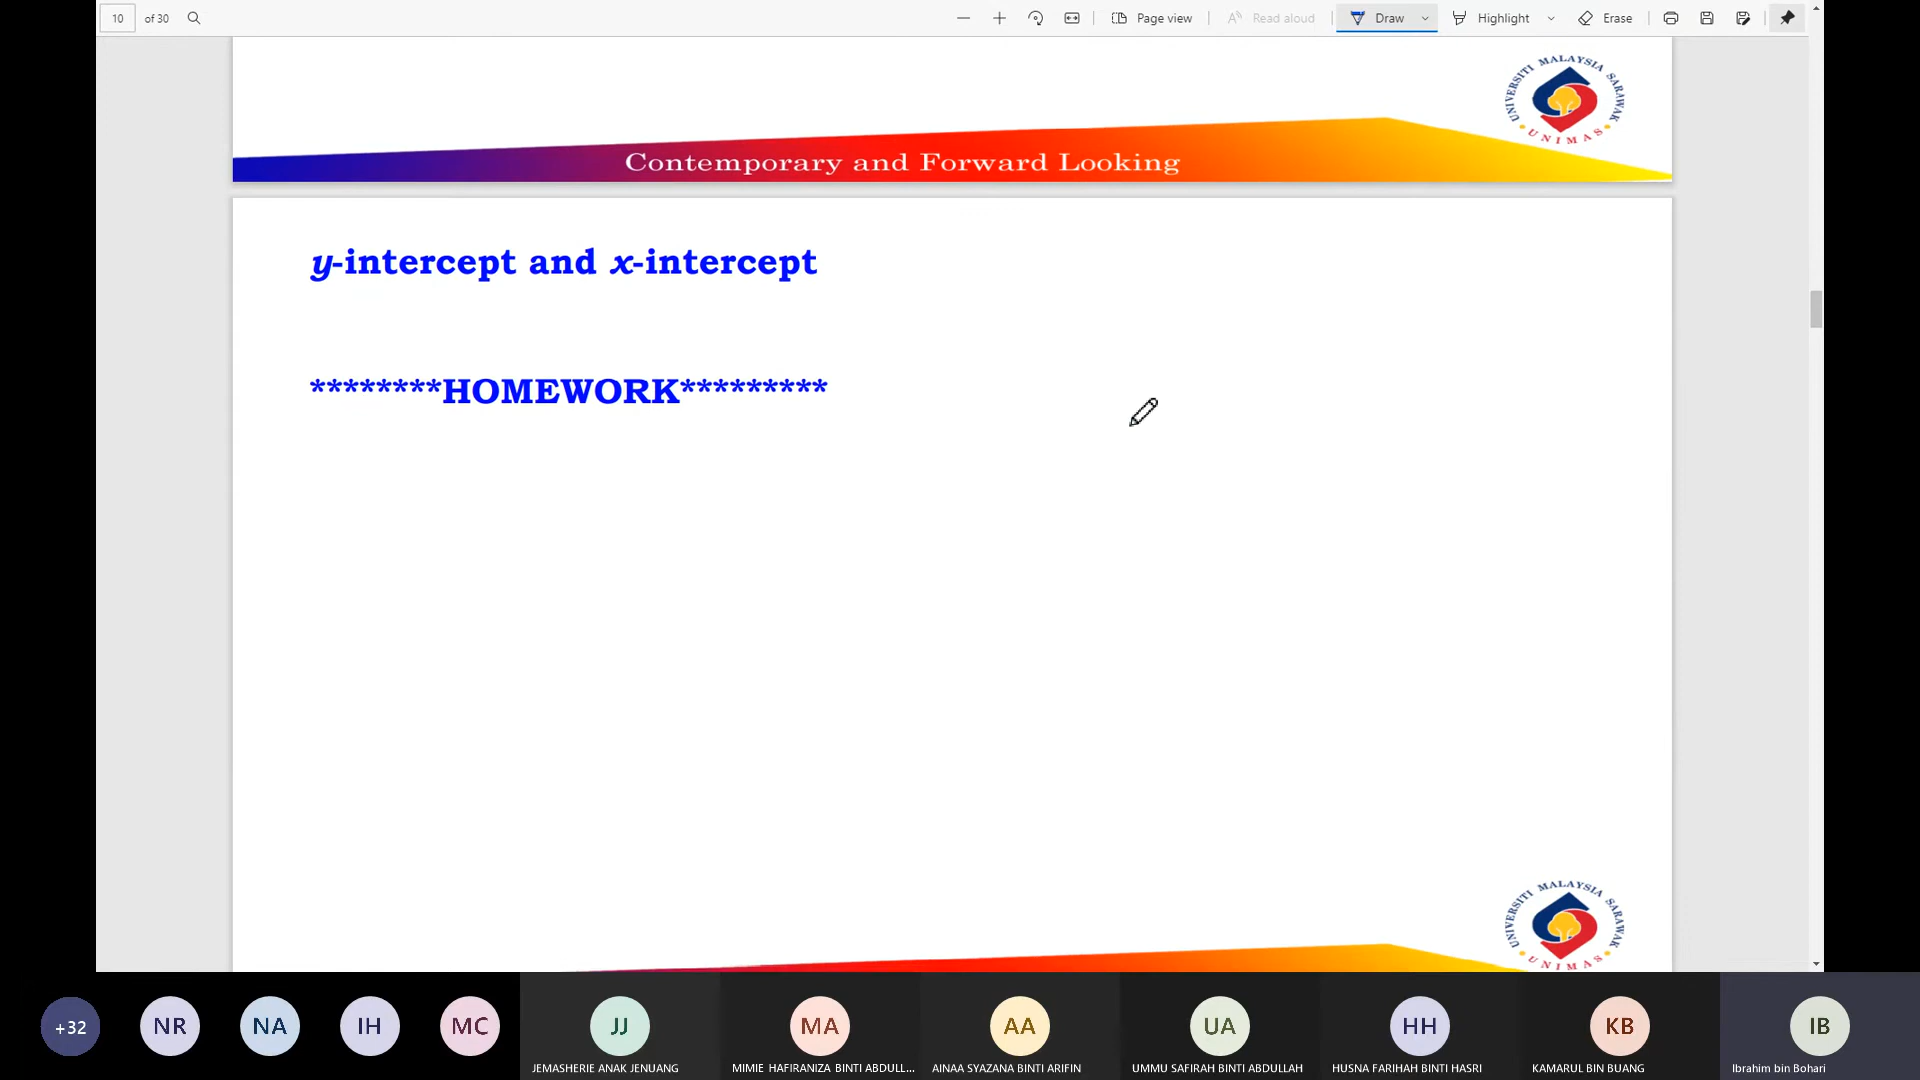 10 of 30 Page view Read aloud Draw Highlight Erase
UNIVERSITI MALAYSIA SARAWAK
UNIMAS
Contemporary and Forward Looking
y-intercept and x-intercept
********HOMEWORK*********
UNIVERSITI MALAYSIA SARAWAK
UNIMAS
+32 NR NA IH MC JJ MA AA UA HH KB IB
JEMASHERIE ANAK JENUANG MIMIE HAFIRANIZA BINTI ABDULL... AINAA SYAZANA BINTI ARIFIN UMMU SAFIRAH BINTI ABDULLAH HUSNA FARIHAH BINTI HASRI KAMARUL BIN BUANG Ibrahim bin Bohari